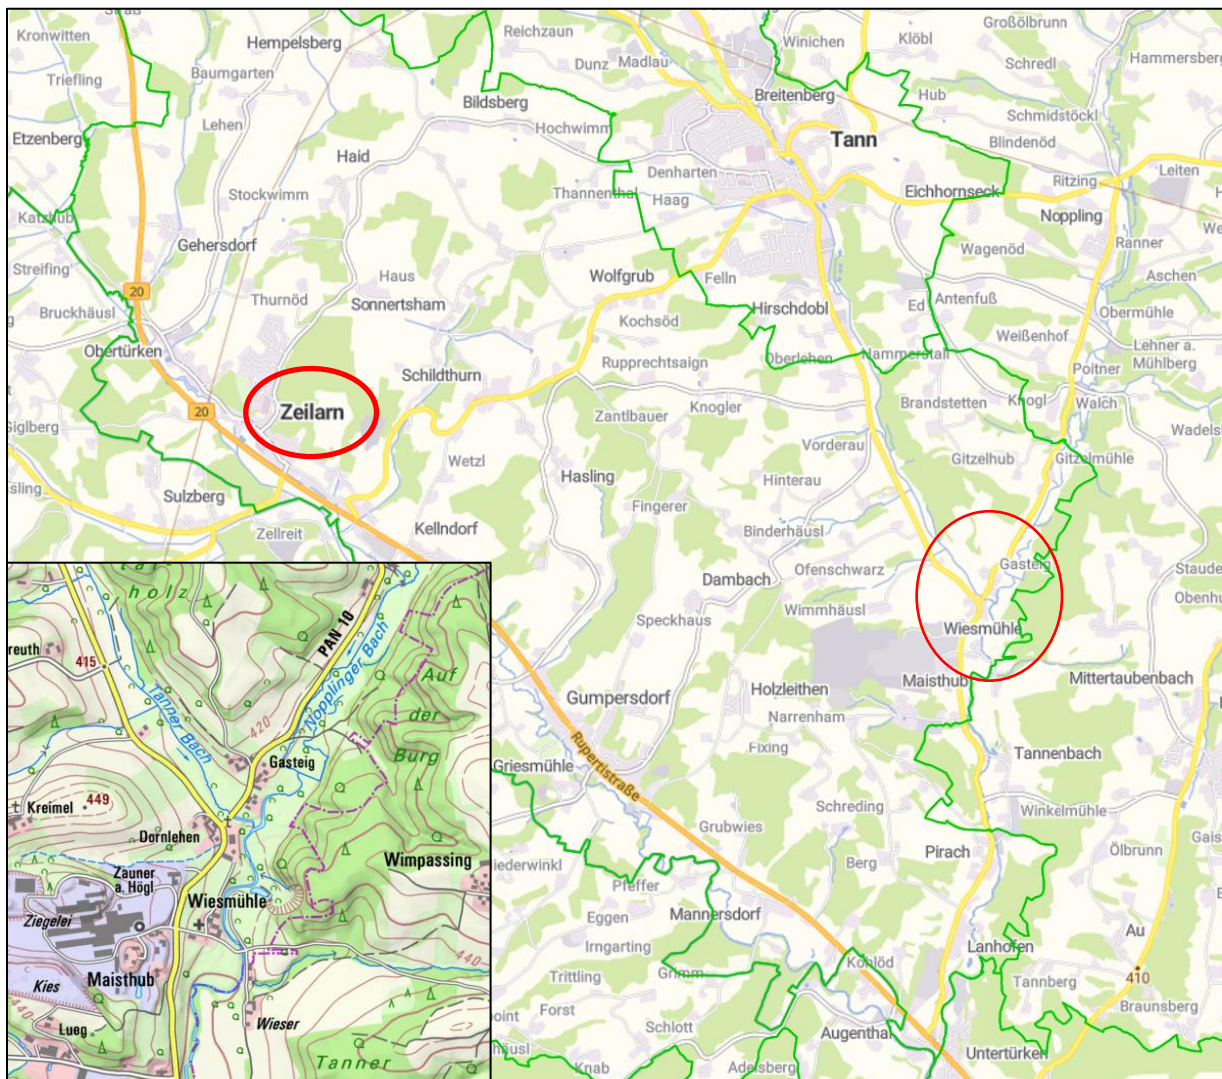 Kronwitten
Hempelsberg
Reichzaun
Winichen
Klöbl
Großölbrunn
Triefling
Baumgarten
Dunz
Madlau
Schredl
Hammersberg
Bildsberg
Breitenberg
Hub
Etzenberg
Lehen
Hochwimm
Schmidstöckl
Haid
Tann
Blindenöd
Denharten
Stockwimm
Thannenthal
Haag
Eichhornseck
Ritzing
Leiten
Katzhub
Noppling
Gehersdorf
Wagenöd
Ranner
Streifing
Haus
Wolfgrub
Felln
Aschen
20
Thurnöd
Sonnertsham
Ed
Antenfuß
Bruckhäusl
Kochsöd
Hirschdobl
Obermühle
Weißenhof
Obertürken
Rupprechtsaign
Oberlehen
Nammerstall
Lehner a.
Mühlberg
Schildthurn
Poitner
20
Zeilarn
Zantlbauer
Knogler
Brandstetten
Knogl
Walch
Giglberg
Vorderau
Wetzl
Gitzelhub
Gitzelmühle
Hasling
Hinterau
Sulzberg
Fingerer
Kellndorf
Binderhäusl
Zellreit
Gasteig
Dambach
Ofenschwarz
Wimmhäusl
Speckhaus
Wiesmühle
Maisthub
Mittertaubenbach
Gumpersdorf
Holzleithen
Narrenham
Fixing
Tannenbach
Griesmühle
Rupertistraße
Schreding
Winkelmühle
Grubwies
Pirach
Ölbrunn
Berg
Pfeffer
Mannersdorf
Eggen
Irngarting
Au
Trittling
Grimm
Kohlöd
Lanhofen
Tannberg
410
Forst
Braunsberg
Schlott
Augenthal
Untertürken
Knab
Adelsberg
holz
PAN 10
reuth
415
Tanner
Bach
Nopplinger Bach
Auf
der
Burg
420
Gasteig
Kreimel
449
Dornlehen
Zauner
a. Högl
Wimpassing
Wiesmühle
Ziegelei
Maisthub
440
Kies
Lueg
Wieser
Tanner